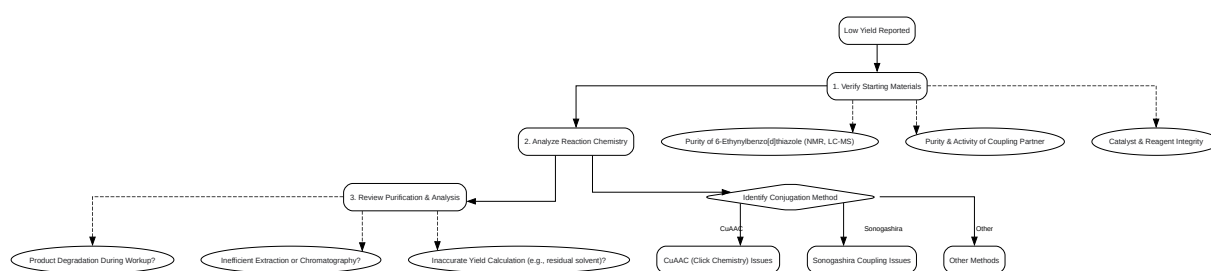 Low Yield Reported
1. Verify Starting Materials
2. Analyze Reaction Chemistry
Purity of 6-Ethynylbenzo[d]thiazole (NMR, LC-MS)
Purity & Activity of Coupling Partner
Catalyst & Reagent Integrity
3. Review Purification & Analysis
Identify Conjugation Method
CuAAC
Sonogashira
Other
Product Degradation During Workup?
Inefficient Extraction or Chromatography?
Inaccurate Yield Calculation (e.g., residual solvent)?
CuAAC (Click Chemistry) Issues
Sonogashira Coupling Issues
Other Methods